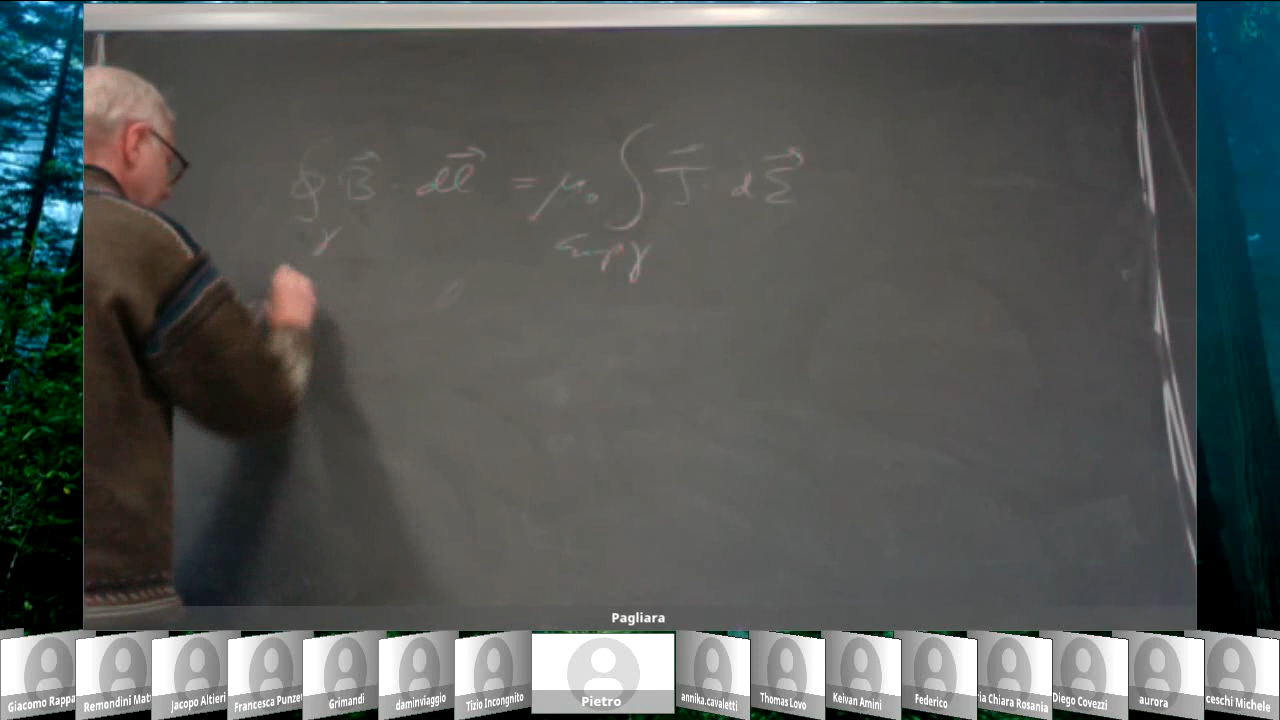 ∮ B⃗ · dl⃗ = μ₀ ∫ J⃗ · dΣ⃗
γ Σ γ
Pagliara
Giacomo Rappa
Remondini Mat
Jacopo Altieri
Francesca Punze
Grimandi
daminviaggio
Tizio Incognito
Pietro
annika.cavaletti
Thomas Lovo
Keivan Amini
Federico
ia Chiara Rosania
Diego Covezzi
aurora
ceschi Michele